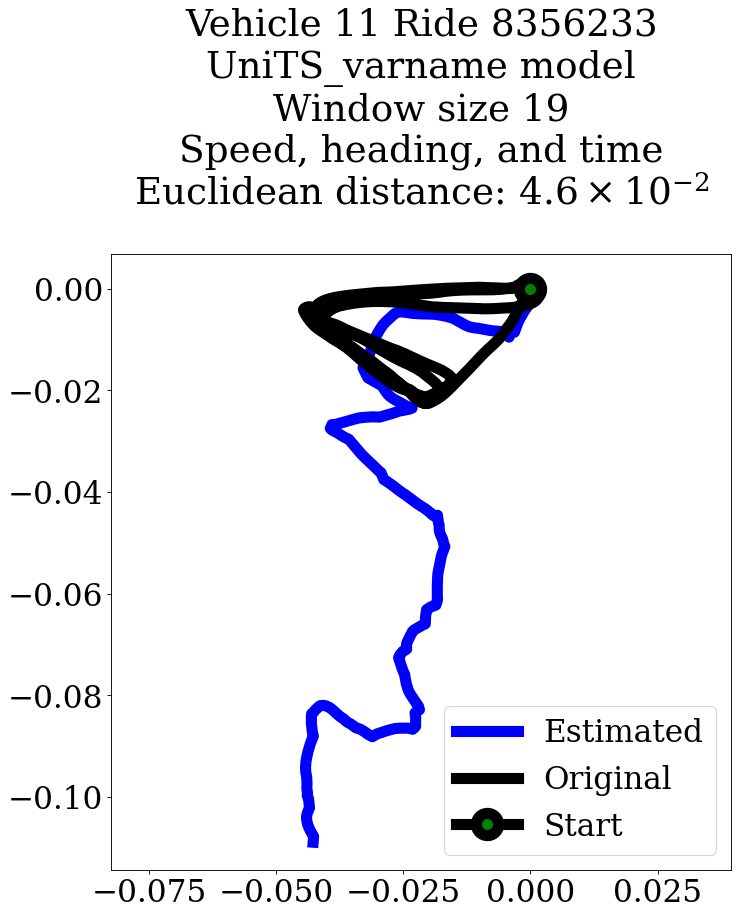 Vehicle 11 Ride 8356233
UniTS_varname model
Window size 19
Speed, heading, and time
Euclidean distance: 4.6 × 10⁻²
0.00
−0.02
−0.04
−0.06
−0.08
−0.10
Estimated
Original
Start
−0.075 −0.050 −0.025 0.000 0.025